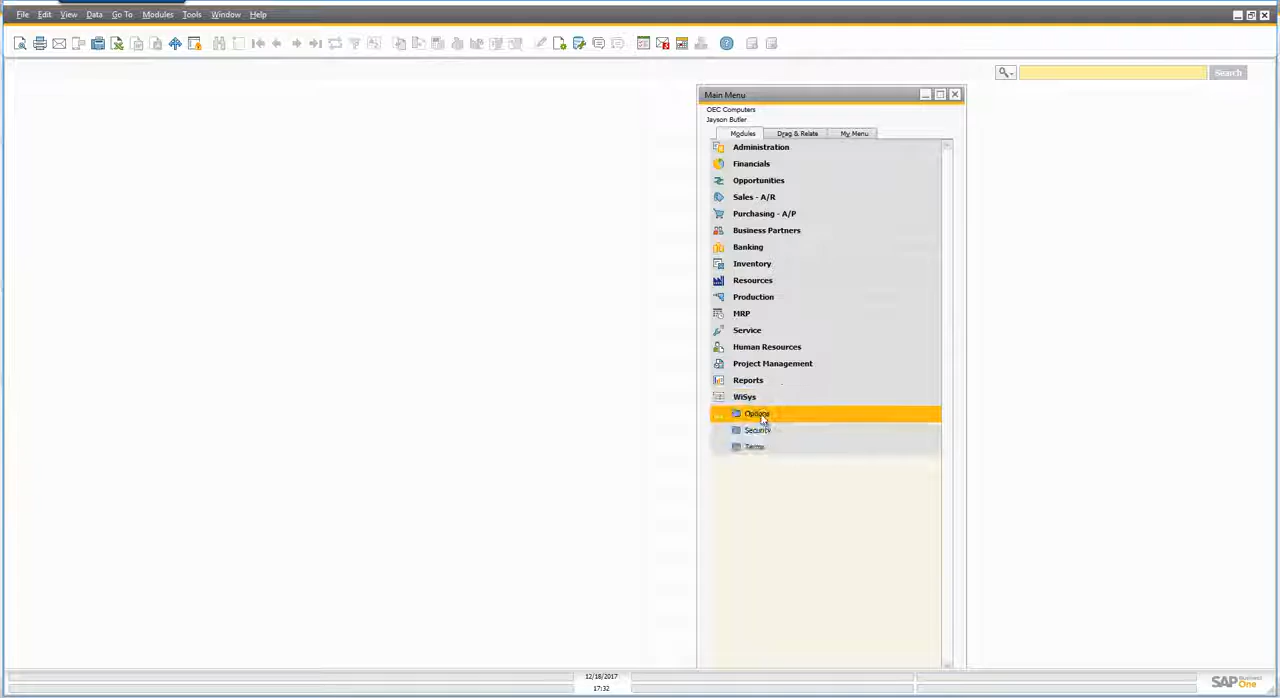 File Edit View Data Go To Modules Tools Window Help
Search
Main Menu
OEC Computers
Jayson Butler
Modules Drag & Relate My Menu
Administration
Financials
Opportunities
Sales - A/R
Purchasing - A/P
Business Partners
Banking
Inventory
Resources
Production
MRP
Service
Human Resources
Project Management
Reports
WiSys
Options
Security
Terms
12/18/2017
17:32
SAP Business One